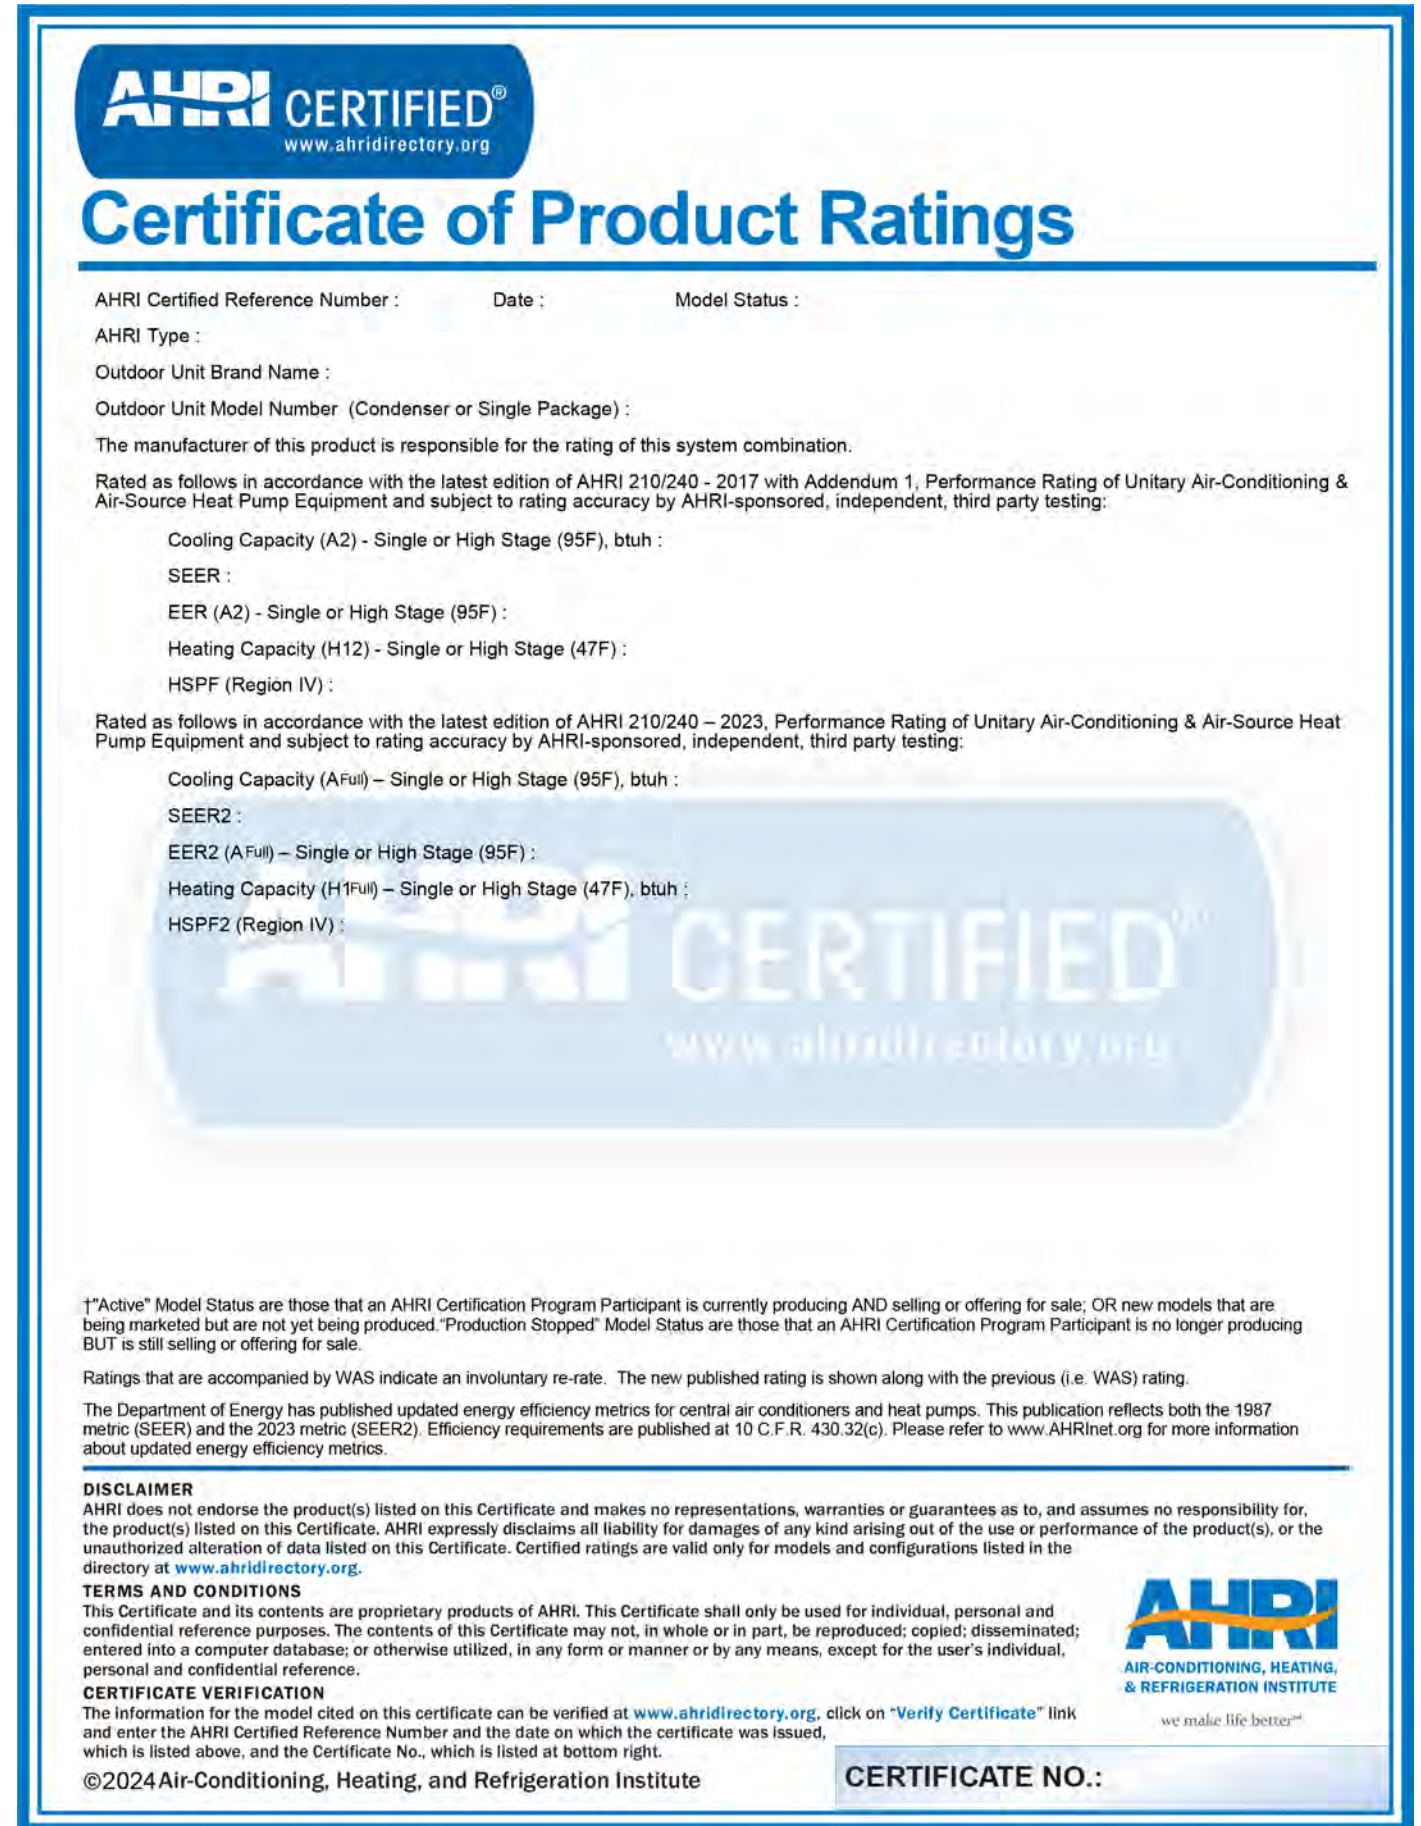 AHRI CERTIFIED®
www.ahridirectory.org
Certificate of Product Ratings
AHRI Certified Reference Number : Date : Model Status :
AHRI Type :
Outdoor Unit Brand Name :
Outdoor Unit Model Number (Condenser or Single Package) :
The manufacturer of this product is responsible for the rating of this system combination.
Rated as follows in accordance with the latest edition of AHRI 210/240 - 2017 with Addendum 1, Performance Rating of Unitary Air-Conditioning &
Air-Source Heat Pump Equipment and subject to rating accuracy by AHRI-sponsored, independent, third party testing:
Cooling Capacity (A2) - Single or High Stage (95F), btuh :
SEER :
EER (A2) - Single or High Stage (95F) :
Heating Capacity (H12) - Single or High Stage (47F) :
HSPF (Region IV) :
Rated as follows in accordance with the latest edition of AHRI 210/240 – 2023, Performance Rating of Unitary Air-Conditioning & Air-Source Heat
Pump Equipment and subject to rating accuracy by AHRI-sponsored, independent, third party testing:
Cooling Capacity (AFull) – Single or High Stage (95F), btuh :
SEER2 :
EER2 (AFull) – Single or High Stage (95F) :
Heating Capacity (H1Full) – Single or High Stage (47F), btuh :
HSPF2 (Region IV) :
AHRI CERTIFIED®
www.ahridirectory.org
†"Active" Model Status are those that an AHRI Certification Program Participant is currently producing AND selling or offering for sale; OR new models that are
being marketed but are not yet being produced."Production Stopped" Model Status are those that an AHRI Certification Program Participant is no longer producing
BUT is still selling or offering for sale.
Ratings that are accompanied by WAS indicate an involuntary re-rate. The new published rating is shown along with the previous (i.e. WAS) rating.
The Department of Energy has published updated energy efficiency metrics for central air conditioners and heat pumps. This publication reflects both the 1987
metric (SEER) and the 2023 metric (SEER2). Efficiency requirements are published at 10 C.F.R. 430.32(c). Please refer to www.AHRInet.org for more information
about updated energy efficiency metrics.
DISCLAIMER
AHRI does not endorse the product(s) listed on this Certificate and makes no representations, warranties or guarantees as to, and assumes no responsibility for,
the product(s) listed on this Certificate. AHRI expressly disclaims all liability for damages of any kind arising out of the use or performance of the product(s), or the
unauthorized alteration of data listed on this Certificate. Certified ratings are valid only for models and configurations listed in the
directory at www.ahridirectory.org.
TERMS AND CONDITIONS
This Certificate and its contents are proprietary products of AHRI. This Certificate shall only be used for individual, personal and
confidential reference purposes. The contents of this Certificate may not, in whole or in part, be reproduced; copied; disseminated;
entered into a computer database; or otherwise utilized, in any form or manner or by any means, except for the user's individual,
personal and confidential reference.
CERTIFICATE VERIFICATION
The information for the model cited on this certificate can be verified at www.ahridirectory.org, click on "Verify Certificate" link
and enter the AHRI Certified Reference Number and the date on which the certificate was issued,
which is listed above, and the Certificate No., which is listed at bottom right.
©2024Air-Conditioning, Heating, and Refrigeration Institute
AHRI
AIR-CONDITIONING, HEATING,
& REFRIGERATION INSTITUTE
we make life better℠
CERTIFICATE NO.: